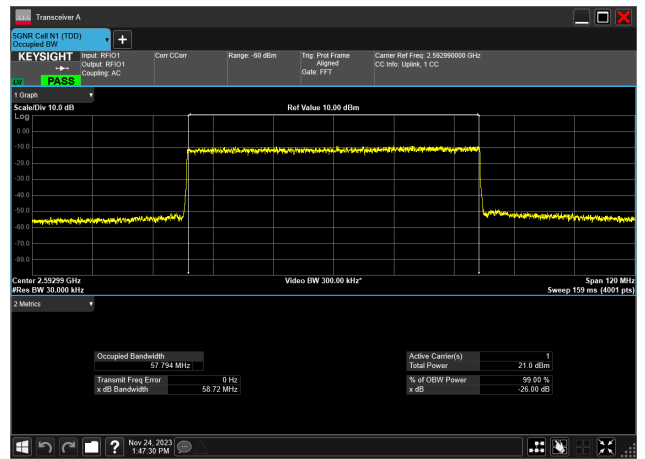 Transceiver A
5GNR Cell N1 (TDD)
Occupied BW
KEYSIGHT
PASS
Input: RFIO1
Output: RFIO1
Coupling: AC
Corr CCorr
Range: -60 dBm
Trig: Prot Frame
Aligned
Gate: FFT
Carrier Ref Freq: 2.592990000 GHz
CC Info: Uplink, 1 CC
1 Graph
Scale/Div 10.0 dB
Ref Value 10.00 dBm
Log
0.00
-10.0
-20.0
-30.0
-40.0
-50.0
-60.0
-70.0
-80.0
Center 2.59299 GHz
Video BW 300.00 kHz*
Span 120 MHz
#Res BW 30.000 kHz
Sweep 159 ms (4001 pts)
2 Metrics
Occupied Bandwidth
57.794 MHz
Transmit Freq Error 0 Hz
x dB Bandwidth 58.72 MHz
Active Carrier(s) 1
Total Power 21.0 dBm
% of OBW Power 99.00 %
x dB -26.00 dB
Nov 24, 2023
1:47:30 PM